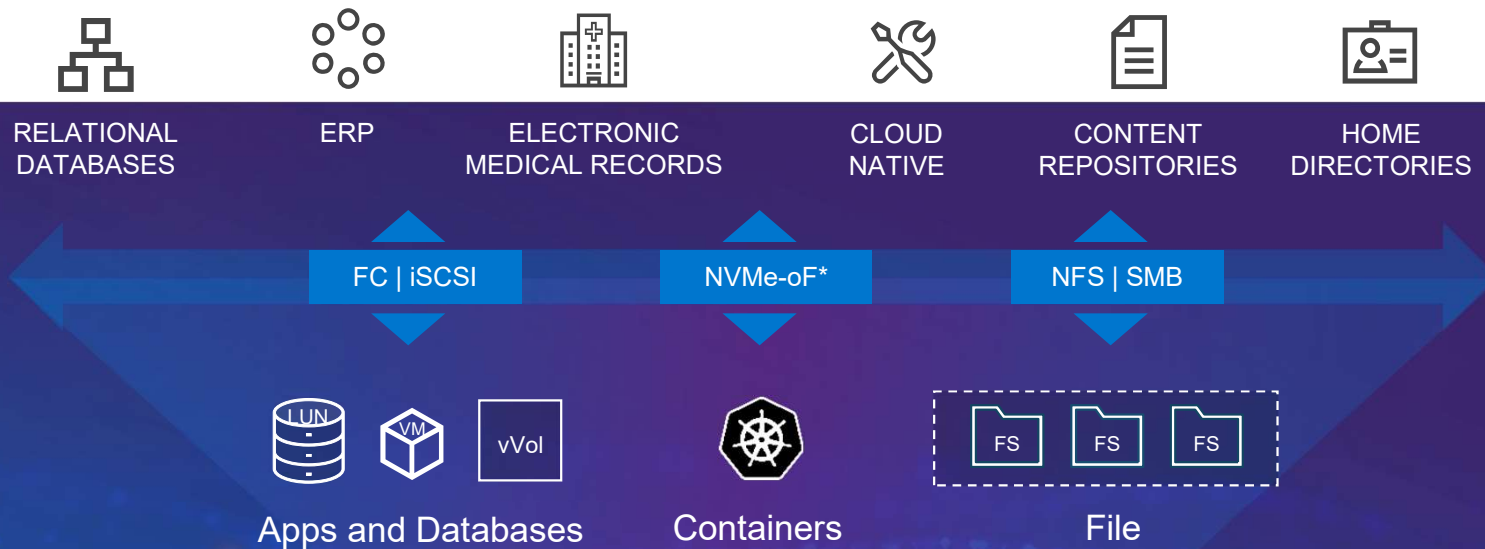 RELATIONAL
DATABASES
ERP
ELECTRONIC
MEDICAL RECORDS
CLOUD
NATIVE
CONTENT
REPOSITORIES
HOME
DIRECTORIES
FC | iSCSI
NVMe-oF*
NFS | SMB
LUN
VM
vVol
FS
FS
FS
Apps and Databases
Containers
File